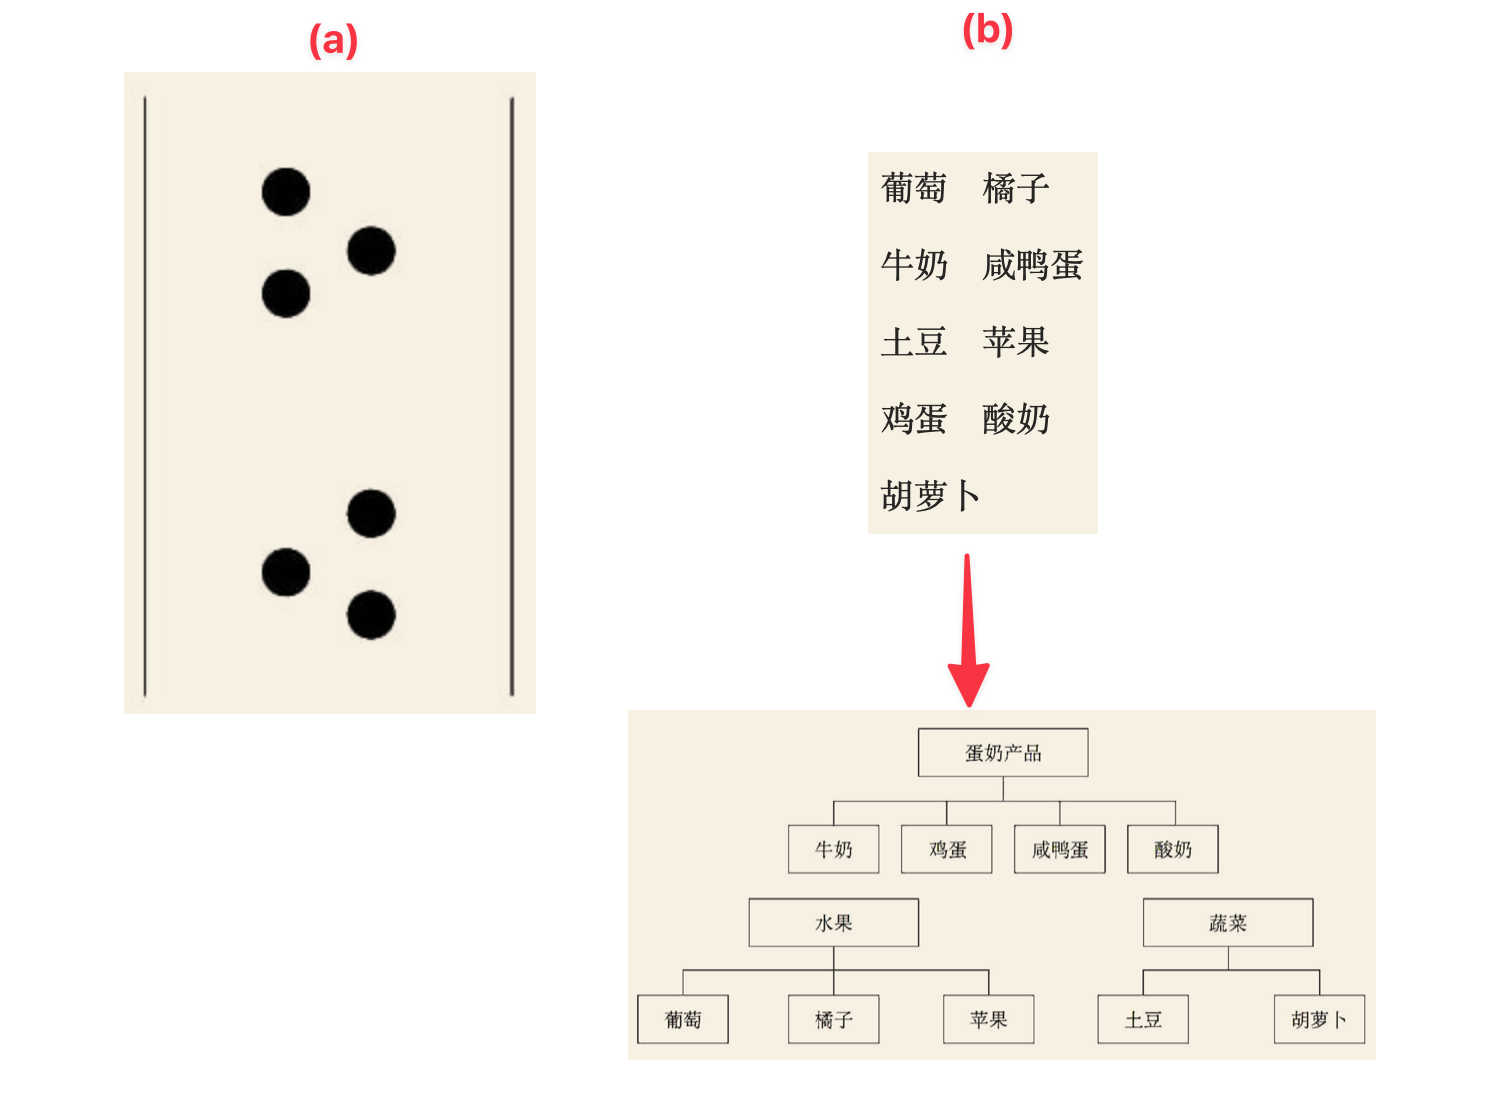 (a)
(b)
葡萄 橘子
牛奶 咸鸭蛋
土豆 苹果
鸡蛋 酸奶
胡萝卜
蛋奶产品
牛奶 鸡蛋 咸鸭蛋 酸奶
水果 蔬菜
葡萄 橘子 苹果 土豆 胡萝卜